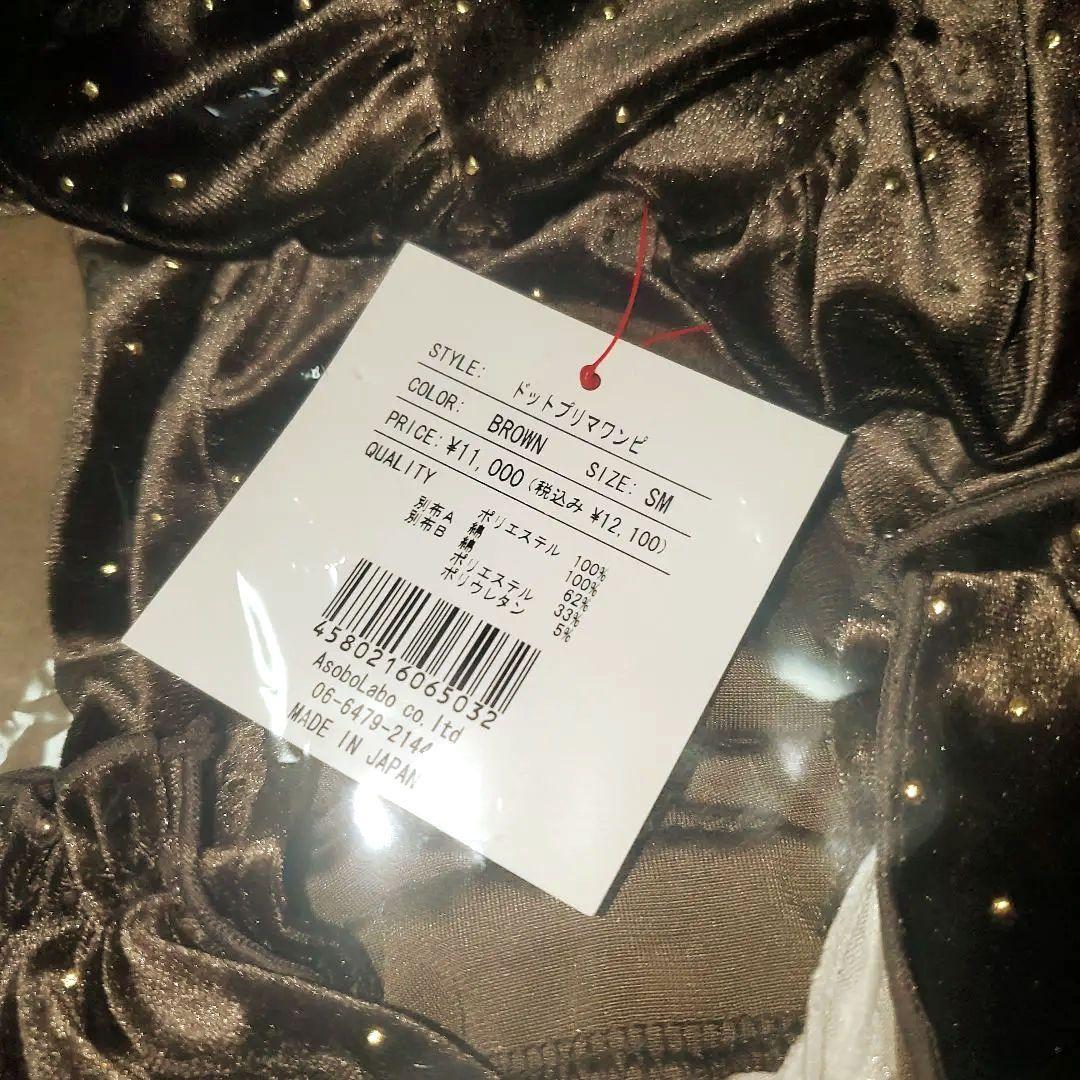 STYLE: ドットプリマワンピ
COLOR: BROWN SIZE: SM
PRICE: ¥11,000(税込み ¥12,100)
QUALITY
ポリエステル 100%
別布A 綿 100%
別布B 綿 62%
ポリエステル 33%
ポリウレタン 5%
4580216065032
AsoboLabo co.ltd
06-6479-2144
MADE IN JAPAN